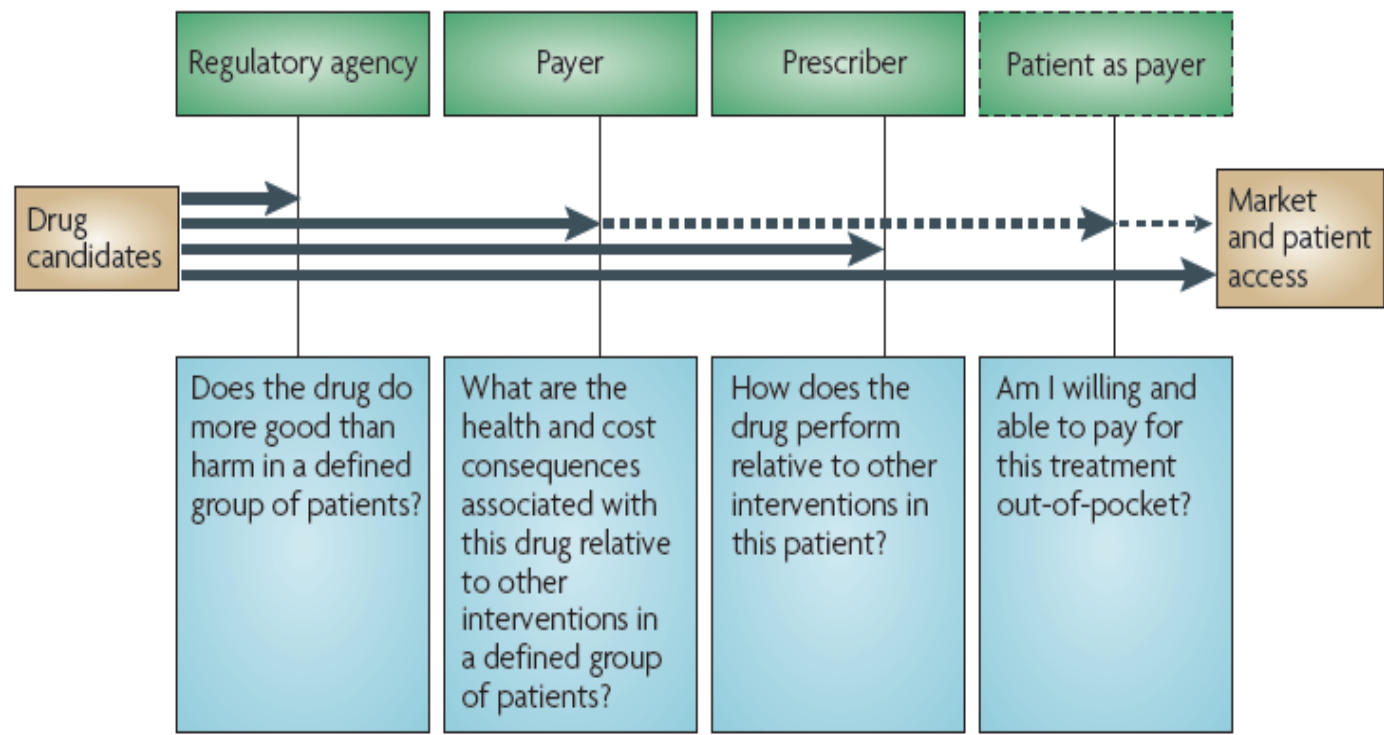 Regulatory agency
Payer
Prescriber
Patient as payer
Drug
candidates
Market
and patient
access
Does the drug do
more good than
harm in a defined
group of patients?
What are the
health and cost
consequences
associated with
this drug relative
to other
interventions in
a defined group
of patients?
How does the
drug perform
relative to other
interventions in
this patient?
Am I willing and
able to pay for
this treatment
out-of-pocket?